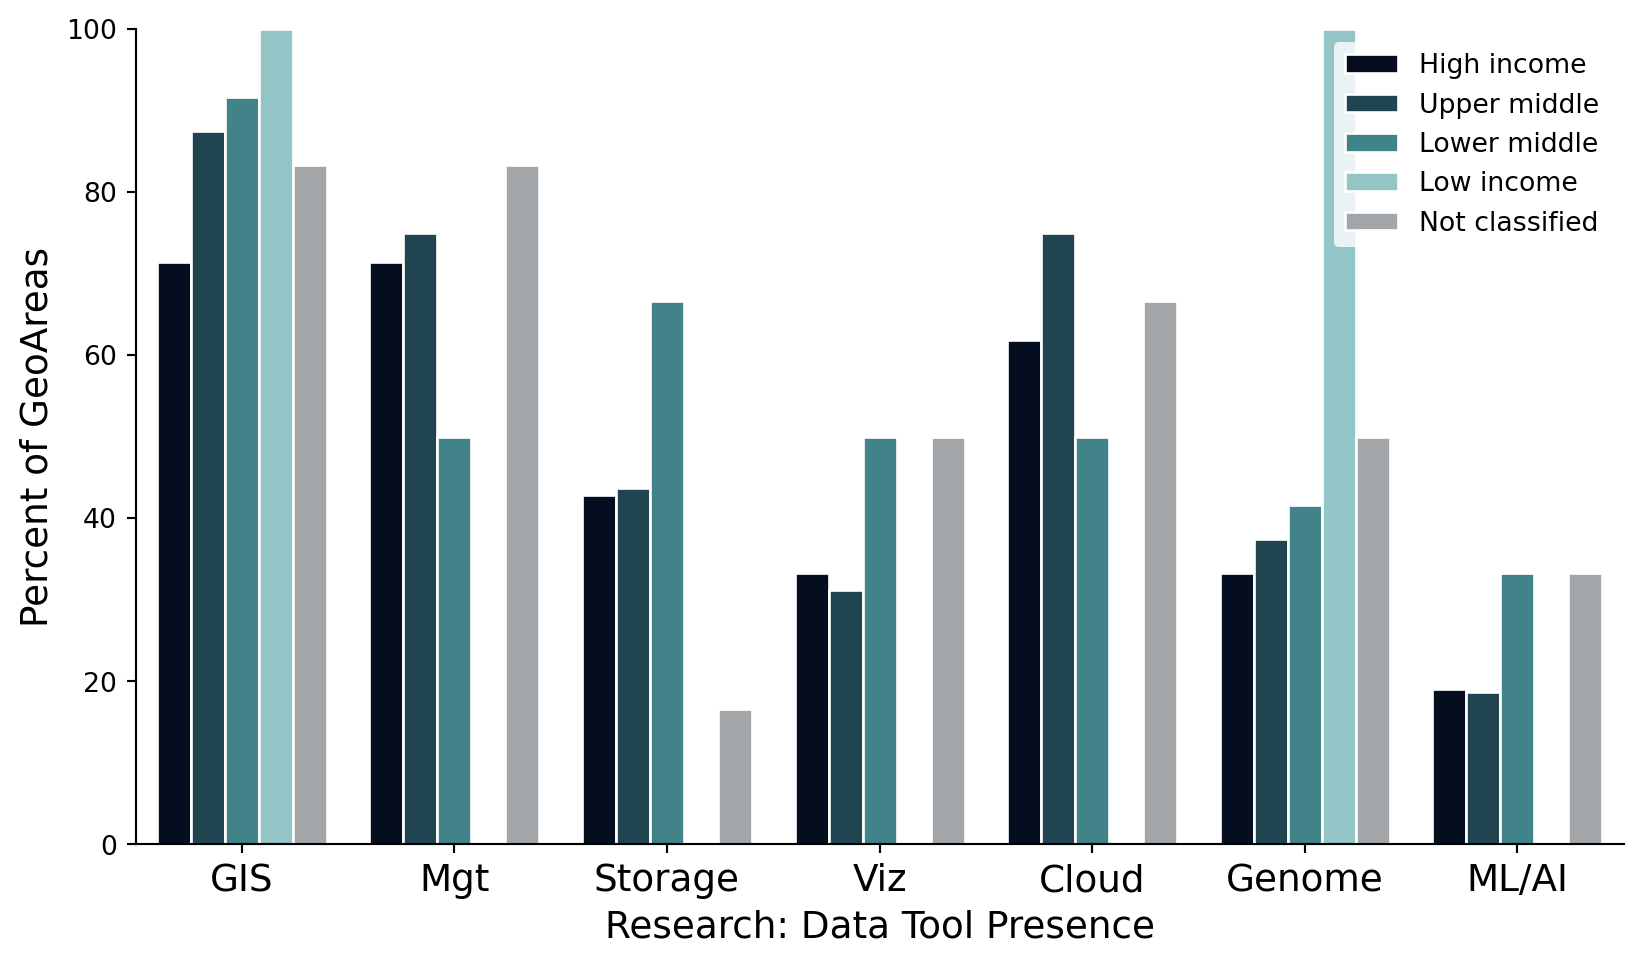 Percent of GeoAreas
100
80
60
40
20
0
High income
Upper middle
Lower middle
Low income
Not classified
GIS Mgt Storage Viz Cloud Genome ML/AI
Research: Data Tool Presence